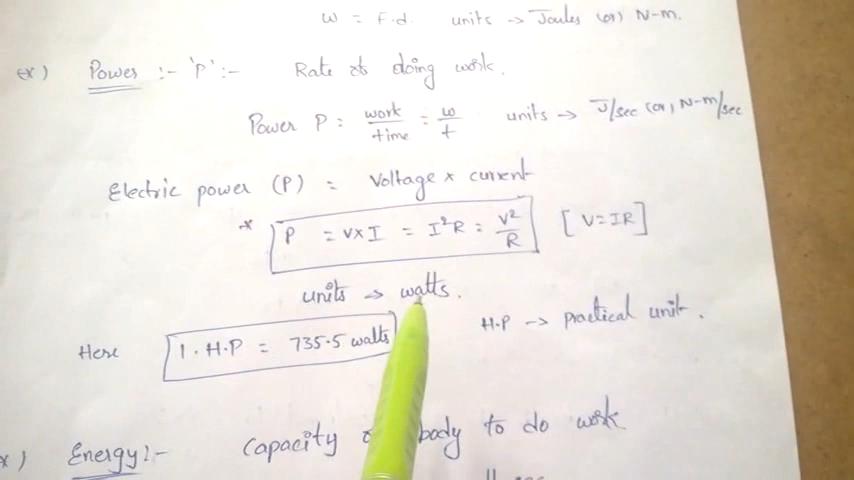 W = F.d. units → Joules (or) N-m.
*) Power :- 'P' :- Rate of doing work.
Power P = work/time = w/t units → J/sec (or) N-m/sec
Electric power (P) = Voltage x current
* P = VxI = I²R = V²/R [V=IR]
units → watts.
Here 1.H.P = 735.5 watts H.P → practical unit.
*) Energy :- Capacity body to do work